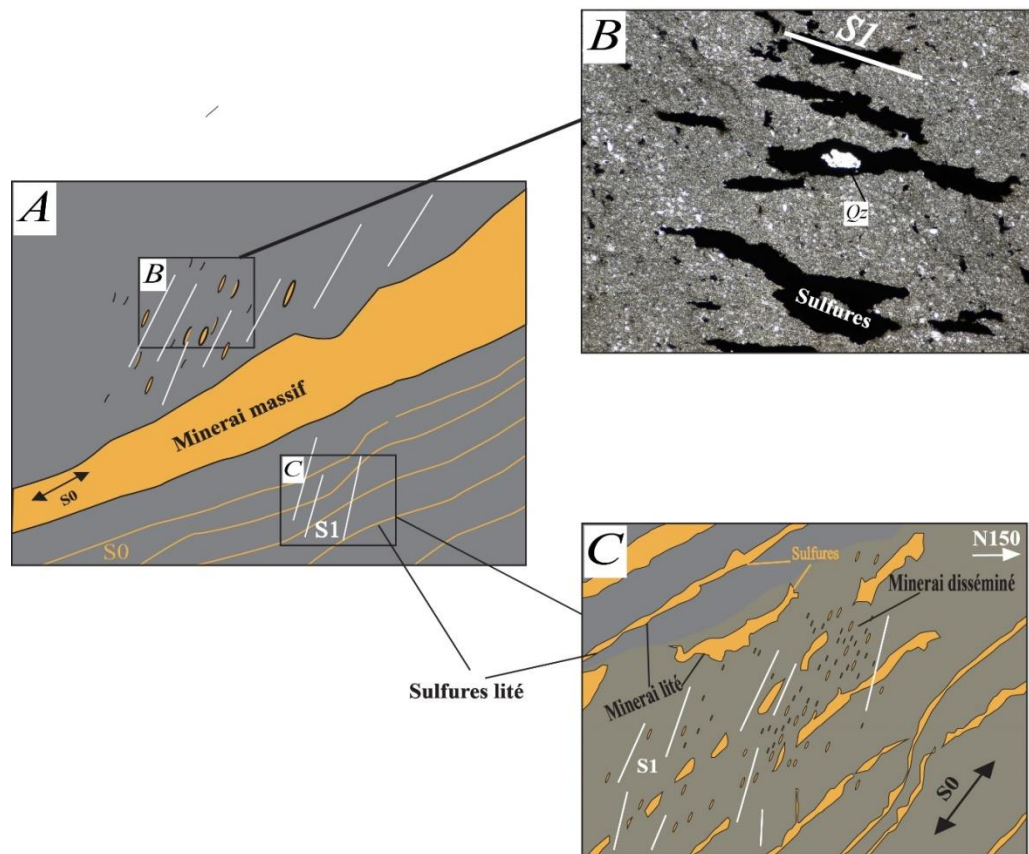 B
S1
Qz
Sulfures
A
B
Minerai massif
S0
C
S1
S0
C
N150
Sulfures
Minerai disséminé
Minerai lité
S1
S0
Sulfures lité